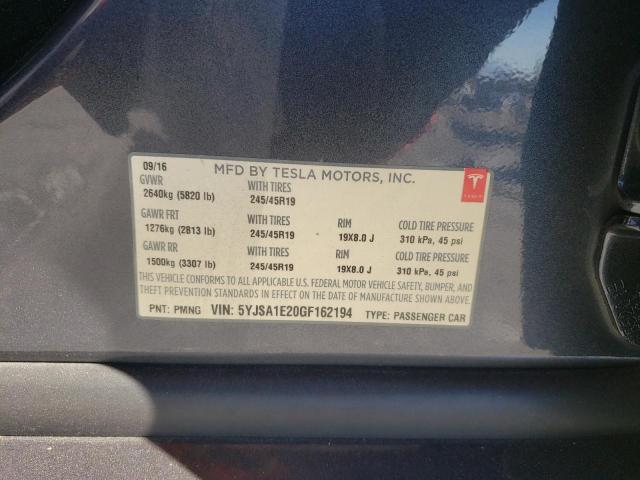 09/16 MFD BY TESLA MOTORS, INC.
GVWR WITH TIRES
2640kg (5820 lb) 245/45R19
TESLA
GAWR FRT WITH TIRES RIM COLD TIRE PRESSURE
1276kg (2813 lb) 245/45R19 19X8.0 J 310 kPa, 45 psi
GAWR RR WITH TIRES RIM COLD TIRE PRESSURE
1500kg (3307 lb) 245/45R19 19X8.0 J 310 kPa, 45 psi
THIS VEHICLE CONFORMS TO ALL APPLICABLE U.S. FEDERAL MOTOR VEHICLE SAFETY, BUMPER, AND
THEFT PREVENTION STANDARDS IN EFFECT ON THE DATE OF MANUFACTURE SHOWN ABOVE.
PNT: PMNG VIN: 5YJSA1E20GF162194 TYPE: PASSENGER CAR